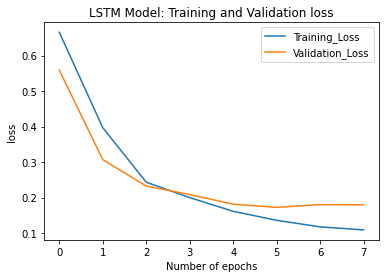 LSTM Model: Training and Validation loss
Training_Loss
Validation_Loss
loss
0.6
0.5
0.4
0.3
0.2
0.1
0 1 2 3 4 5 6 7
Number of epochs